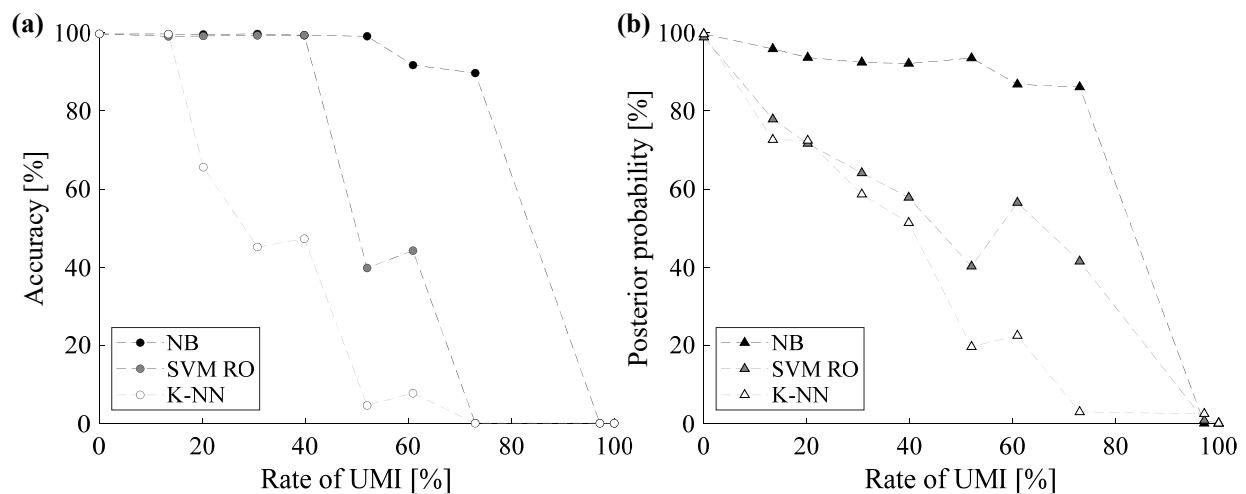 (a)
100
80
60
40
20
0
Accuracy [%]
NB
SVM RO
K-NN
0 20 40 60 80 100
Rate of UMI [%]
(b)
100
80
60
40
20
0
Posterior probability [%]
NB
SVM RO
K-NN
0 20 40 60 80 100
Rate of UMI [%]